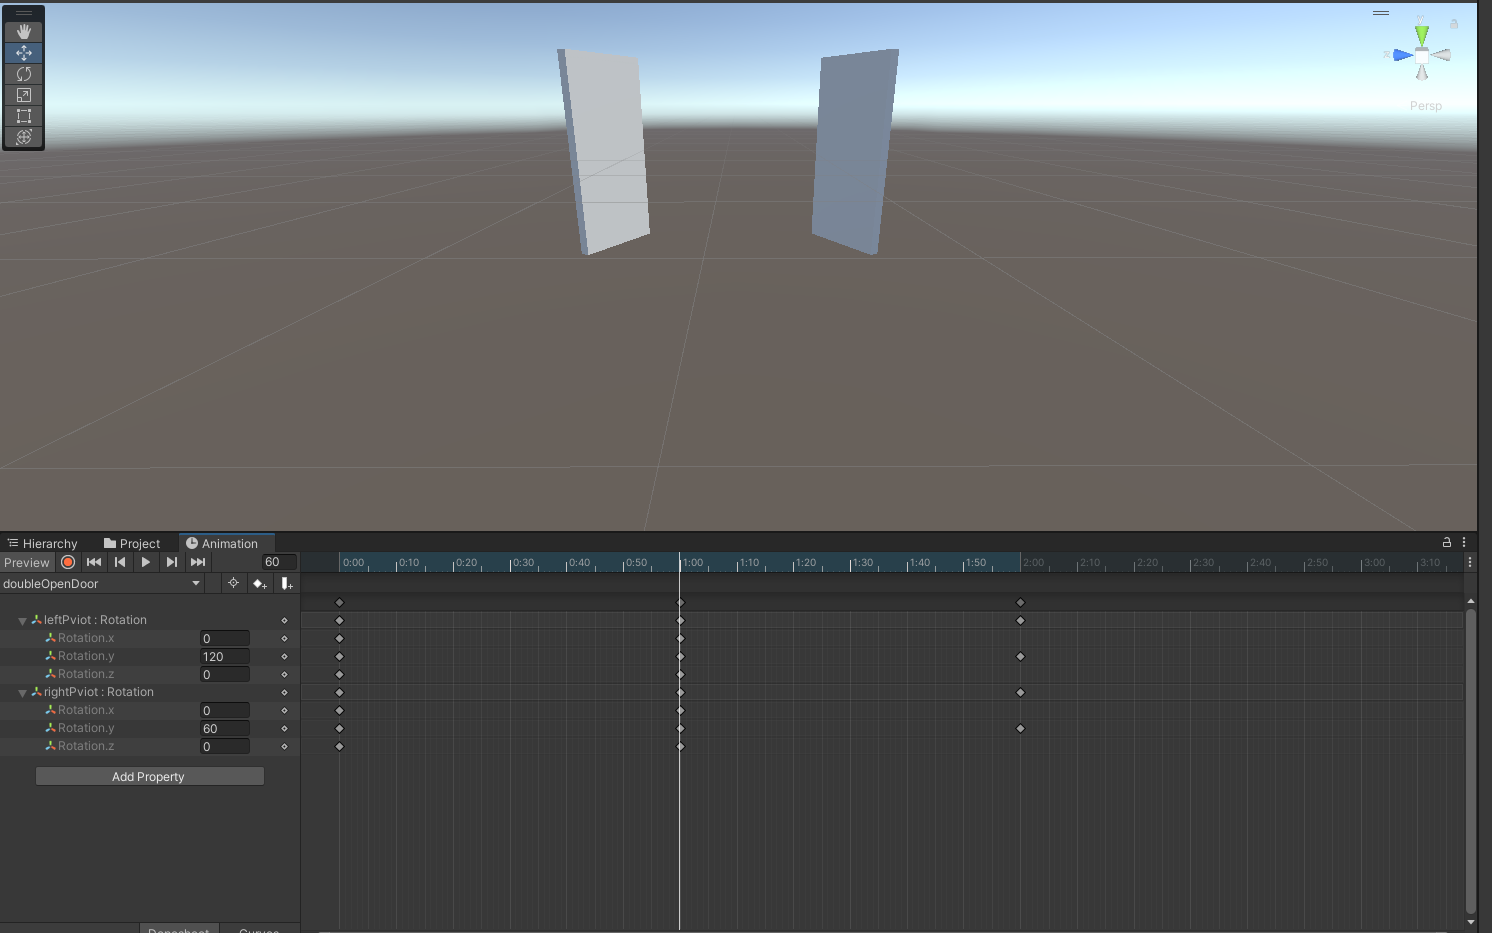 y
Persp
Hierarchy Project Animation
Preview 60 0:00 0:10 0:20 0:30 0:40 0:50 1:00 1:10 1:20 1:30 1:40 1:50 2:00 2:10 2:20 2:30 2:40 2:50 3:00 3:10
doubleOpenDoor
leftPviot : Rotation
Rotation.x 0
Rotation.y 120
Rotation.z 0
rightPviot : Rotation
Rotation.x 0
Rotation.y 60
Rotation.z 0
Add Property
Dopesheet Curves